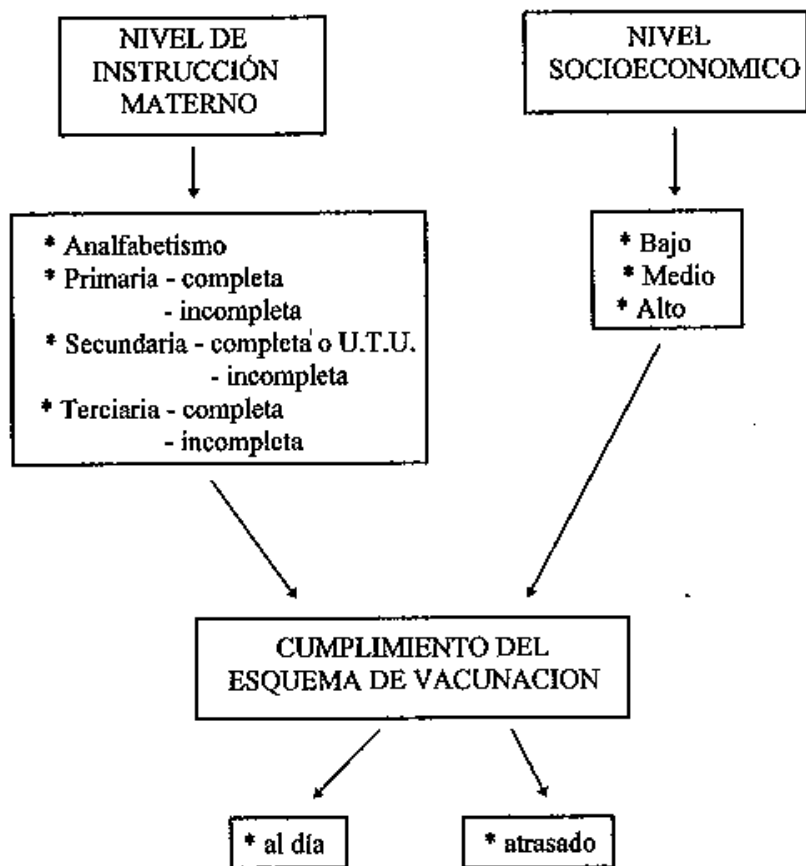 NIVEL DE
INSTRUCCIÓN
MATERNO
NIVEL
SOCIOECONOMICO
* Analfabetismo
* Primaria - completa
- incompleta
* Secundaria - completa o U.T.U.
- incompleta
* Terciaria - completa
- incompleta
* Bajo
* Medio
* Alto
CUMPLIMIENTO DEL
ESQUEMA DE VACUNACION
* al día
* atrasado